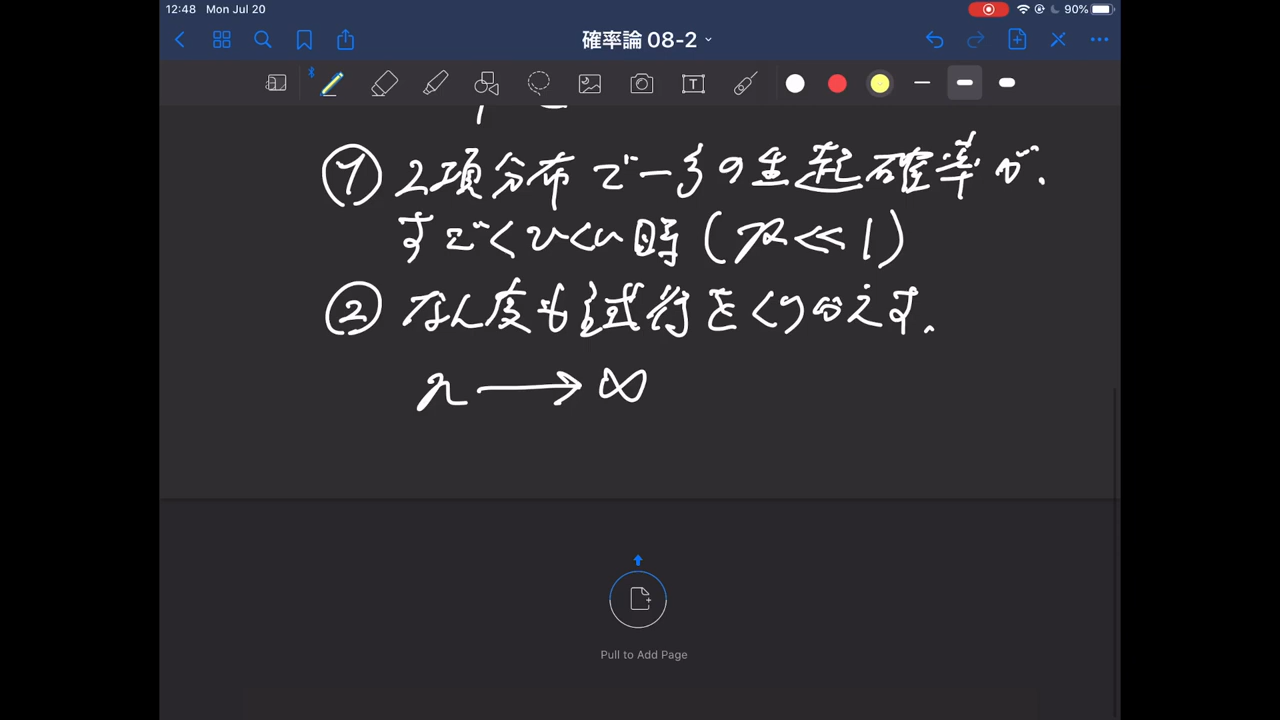 12:48 Mon Jul 20
90%
確率論 08-2
T
① 2項分布で一方の生起確率が、
すごくひくい時 (p ≪ 1)
② なん度も試行をくりかえす。
n → ∞
Pull to Add Page